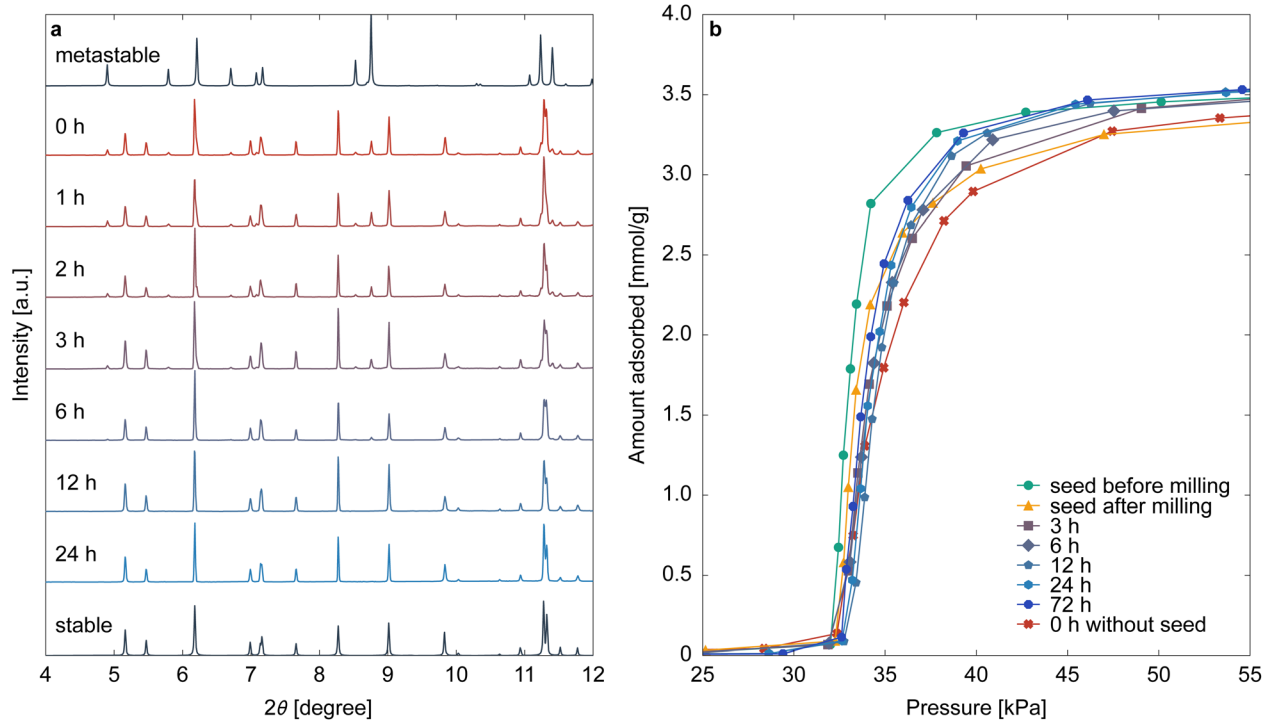 a
metastable
0 h
1 h
2 h
3 h
6 h
12 h
24 h
stable
Intensity [a.u.]
4 5 6 7 8 9 10 11 12
2θ [degree]
b
4.0
3.5
3.0
2.5
2.0
1.5
1.0
0.5
0
Amount adsorbed [mmol/g]
seed before milling
seed after milling
3 h
6 h
12 h
24 h
72 h
0 h without seed
25 30 35 40 45 50 55
Pressure [kPa]